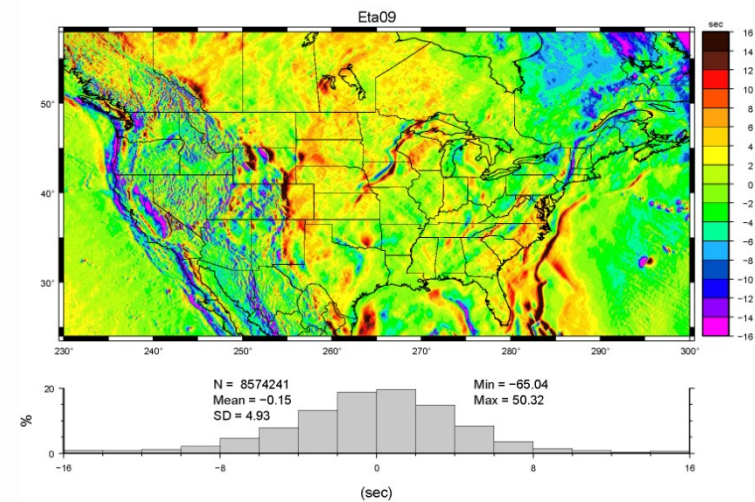 Eta09
sec
16
14
12
10
8
6
4
2
0
−2
−4
−6
−8
−10
−12
−14
−16
50°
40°
30°
230° 240° 250° 260° 270° 280° 290° 300°
N = 8574241
Mean = −0.15
SD = 4.93
Min = −65.04
Max = 50.32
%
20
0
−16 −8 0 8 16
(sec)